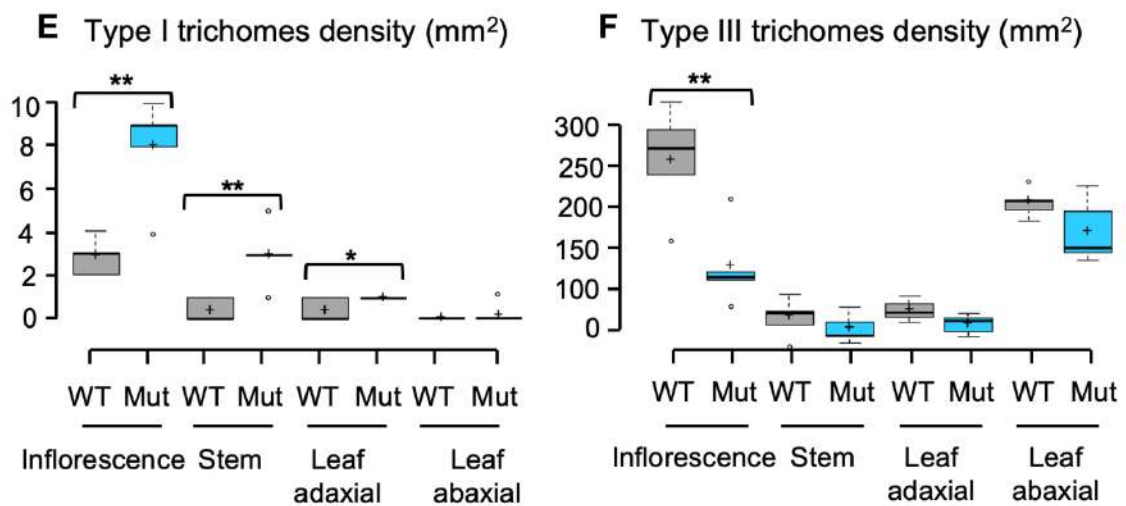 E Type I trichomes density (mm²)
**
10
8
6
4
2
0
**
*
WT Mut WT Mut WT Mut WT Mut
Inflorescence Stem Leaf adaxial Leaf abaxial
F Type III trichomes density (mm²)
**
300
250
200
150
100
0
WT Mut WT Mut WT Mut WT Mut
Inflorescence Stem Leaf adaxial Leaf abaxial